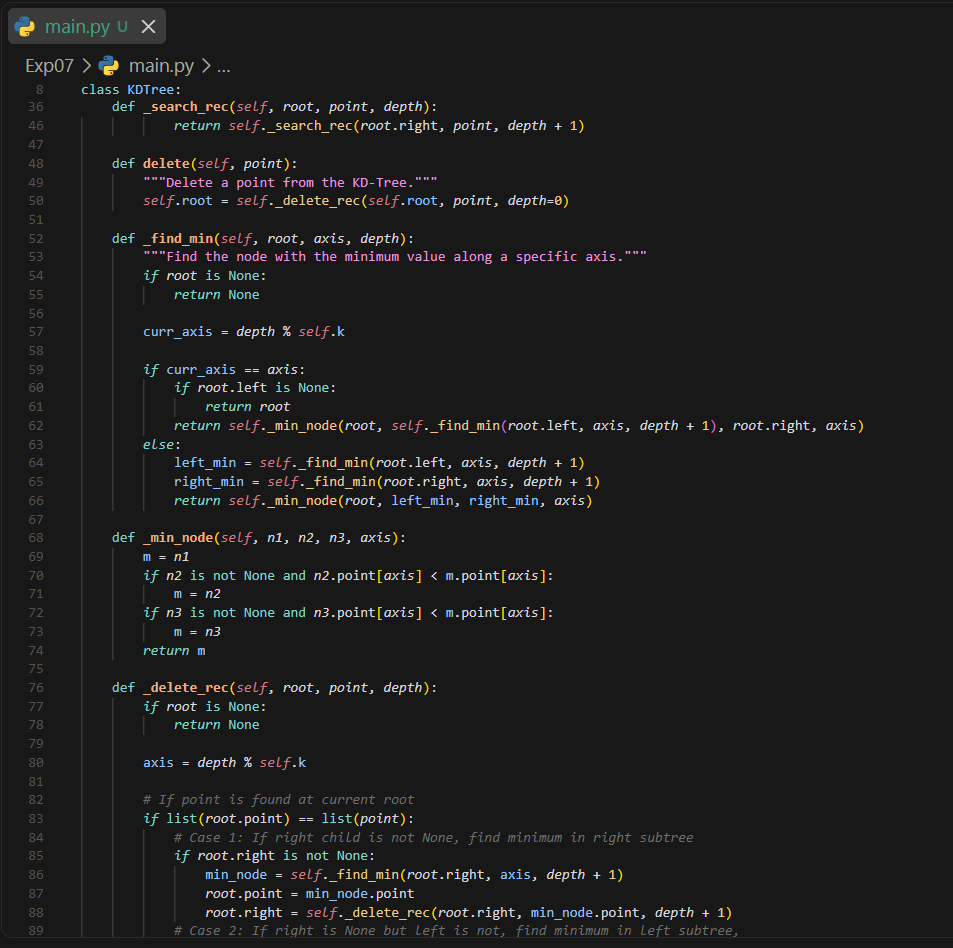 main.py U ×
Exp07 > main.py > ...
8 class KDTree:
36     def _search_rec(self, root, point, depth):
46             return self._search_rec(root.right, point, depth + 1)
47
48     def delete(self, point):
49         """Delete a point from the KD-Tree."""
50         self.root = self._delete_rec(self.root, point, depth=0)
51
52     def _find_min(self, root, axis, depth):
53         """Find the node with the minimum value along a specific axis."""
54         if root is None:
55             return None
56
57         curr_axis = depth % self.k
58
59         if curr_axis == axis:
60             if root.left is None:
61                 return root
62             return self._min_node(root, self._find_min(root.left, axis, depth + 1), root.right, axis)
63         else:
64             left_min = self._find_min(root.left, axis, depth + 1)
65             right_min = self._find_min(root.right, axis, depth + 1)
66             return self._min_node(root, left_min, right_min, axis)
67
68     def _min_node(self, n1, n2, n3, axis):
69         m = n1
70         if n2 is not None and n2.point[axis] < m.point[axis]:
71             m = n2
72         if n3 is not None and n3.point[axis] < m.point[axis]:
73             m = n3
74         return m
75
76     def _delete_rec(self, root, point, depth):
77         if root is None:
78             return None
79
80         axis = depth % self.k
81
82         # If point is found at current root
83         if list(root.point) == list(point):
84             # Case 1: If right child is not None, find minimum in right subtree
85             if root.right is not None:
86                 min_node = self._find_min(root.right, axis, depth + 1)
87                 root.point = min_node.point
88                 root.right = self._delete_rec(root.right, min_node.point, depth + 1)
89             # Case 2: If right is None but left is not, find minimum in left subtree,